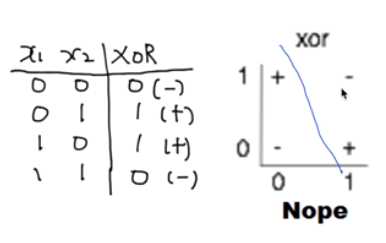 x₁ x₂ XOR
0 0 0 (-)
0 1 1 (+)
1 0 1 (+)
1 1 0 (-)
xor
1 + -
0 - +
0 1
Nope